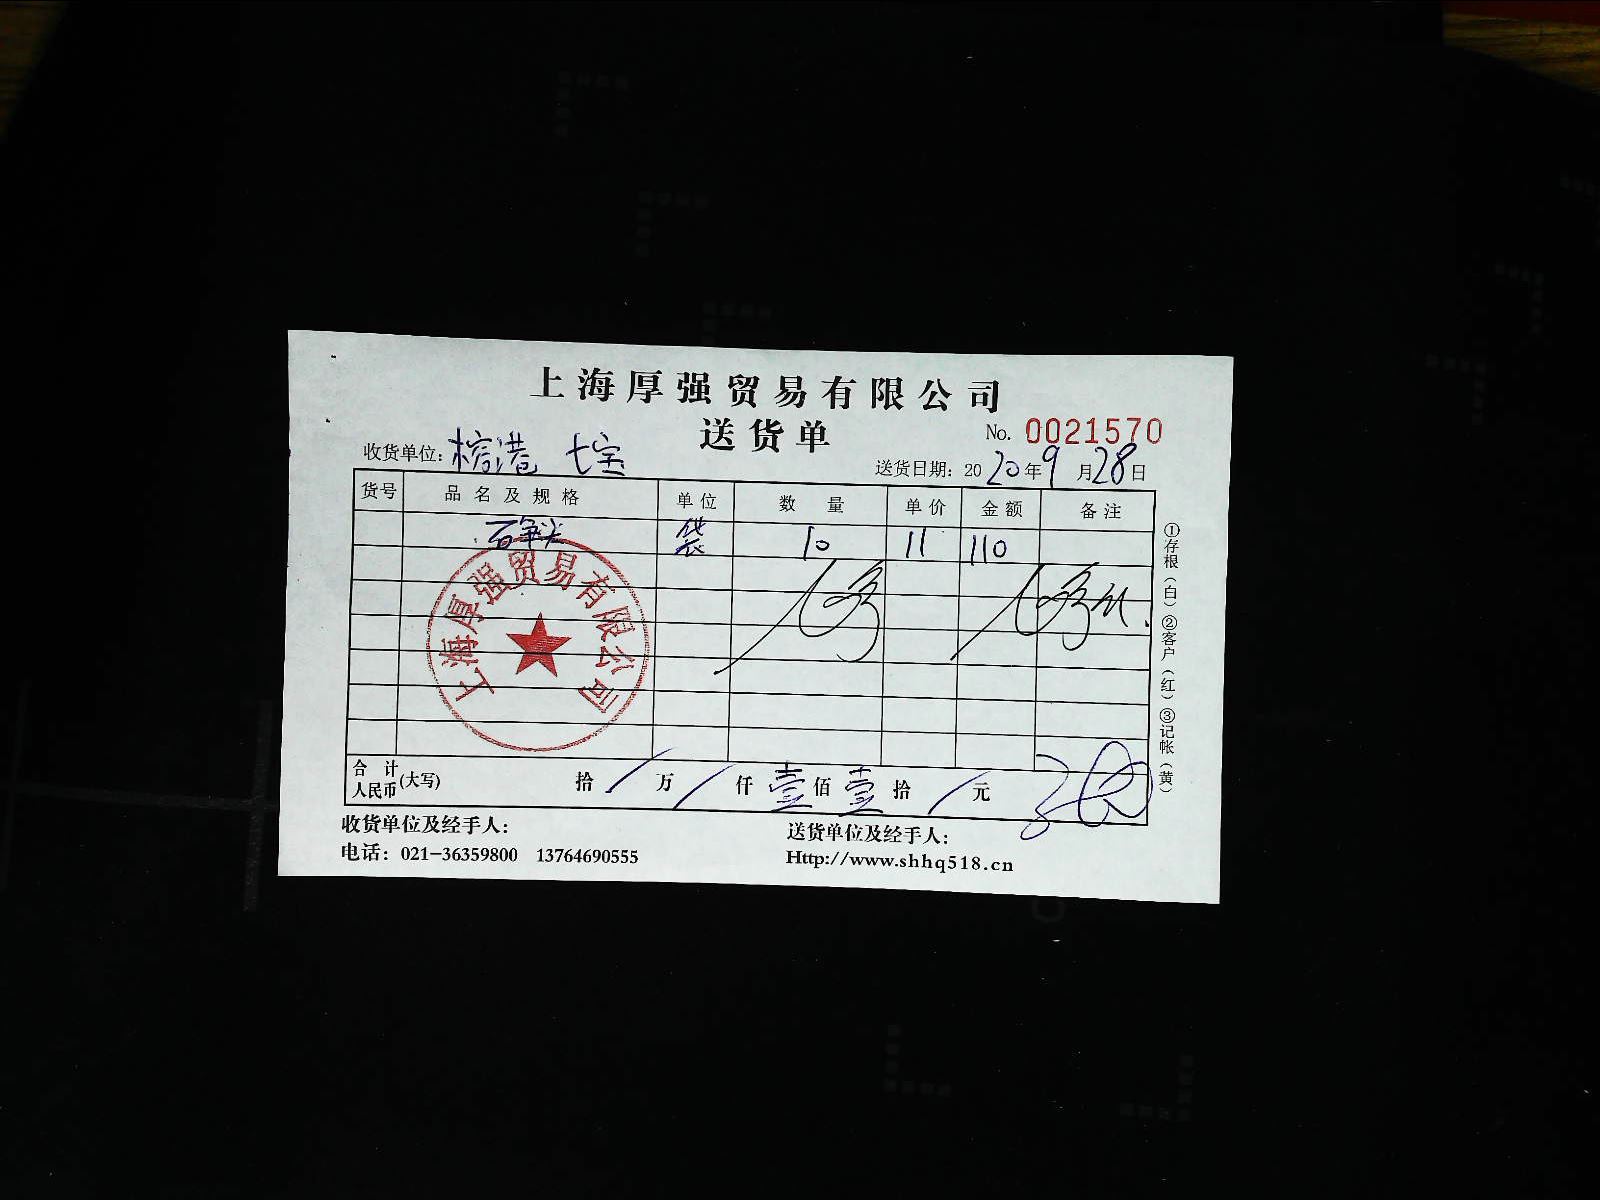 上海厚强贸易有限公司
送货单
No. 0021570
收货单位：榕港 七宝
送货日期：2020年9月28日
货号 品名及规格 单位 数量 单价 金额 备注
袋 10 11 110
上海厚强贸易有限公司
合计人民币(大写) 拾/万/仟壹佰壹拾/元
收货单位及经手人：
送货单位及经手人：
电话：021-36359800 13764690555
Http://www.shhq518.cn
①存根（白）②客户（红）③记帐（黄）